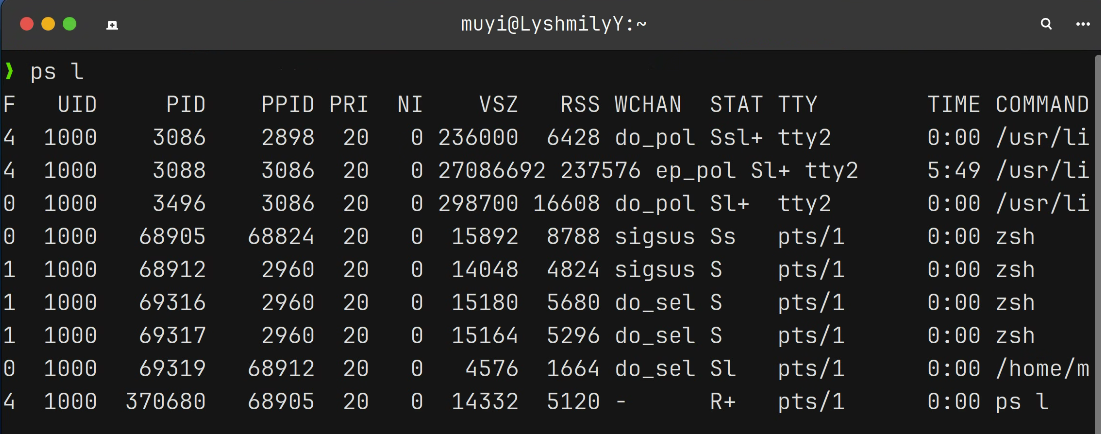 muyi@LyshmilyY:~
❯ ps l
F   UID     PID    PPID PRI  NI    VSZ   RSS WCHAN  STAT TTY        TIME COMMAND
4  1000    3086    2898  20   0 236000  6428 do_pol Ssl+ tty2       0:00 /usr/li
4  1000    3088    3086  20   0 27086692 237576 ep_pol Sl+ tty2     5:49 /usr/li
0  1000    3496    3086  20   0 298700 16608 do_pol Sl+  tty2       0:00 /usr/li
0  1000   68905   68824  20   0  15892  8788 sigsus Ss   pts/1      0:00 zsh
1  1000   68912    2960  20   0  14048  4824 sigsus S    pts/1      0:00 zsh
1  1000   69316    2960  20   0  15180  5680 do_sel S    pts/1      0:00 zsh
1  1000   69317    2960  20   0  15164  5296 do_sel S    pts/1      0:00 zsh
0  1000   69319   68912  20   0   4576  1664 do_sel Sl   pts/1      0:00 /home/m
4  1000  370680   68905  20   0  14332  5120 -      R+   pts/1      0:00 ps l